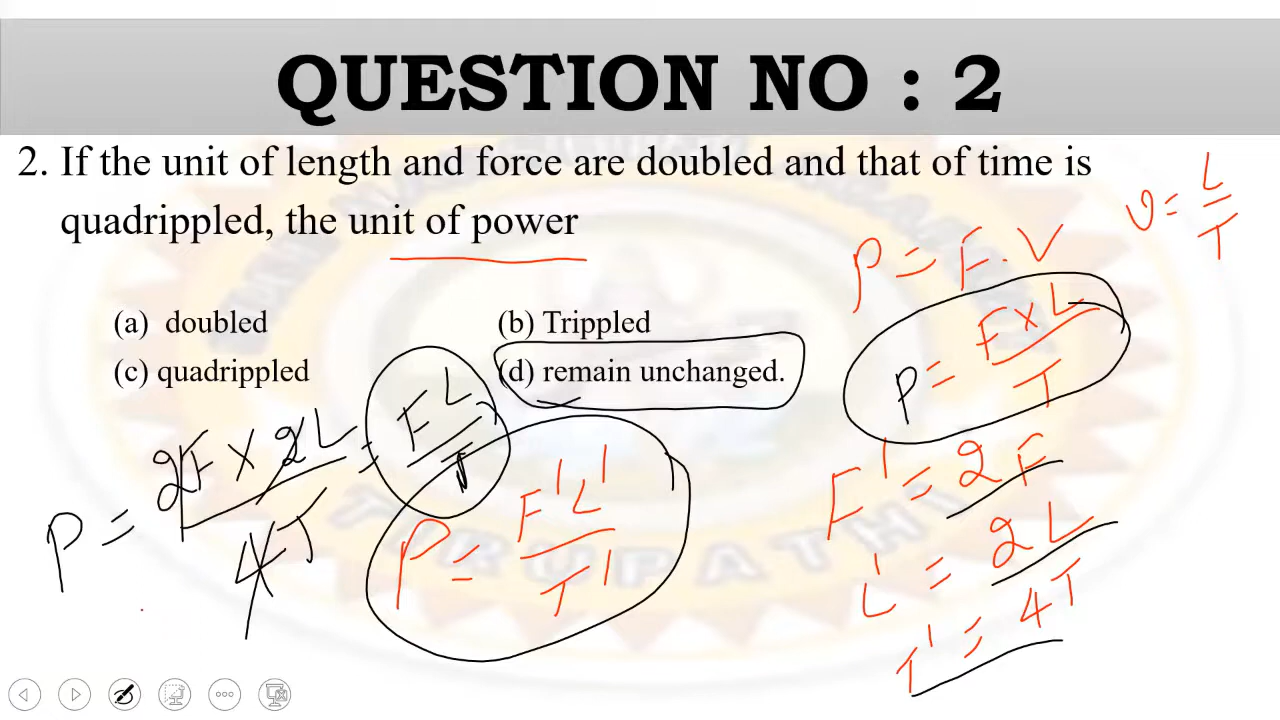 QUESTION NO : 2
2. If the unit of length and force are doubled and that of time is
quadrippled, the unit of power
(a) doubled
(b) Trippled
(c) quadrippled
(d) remain unchanged.
v = L/T
P = F. V
P = F × L / T
F' = 2F
L' = 2L
T' = 4T
P = 2F × 2L / 4T = F L / T
P = F' L' / T'
TIRUPATHI